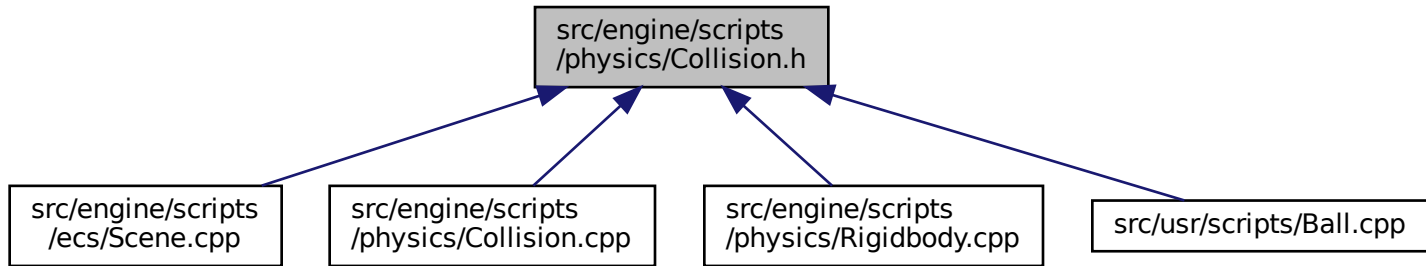 src/engine/scripts
/physics/Collision.h
src/engine/scripts
/ecs/Scene.cpp
src/engine/scripts
/physics/Collision.cpp
src/engine/scripts
/physics/Rigidbody.cpp
src/usr/scripts/Ball.cpp